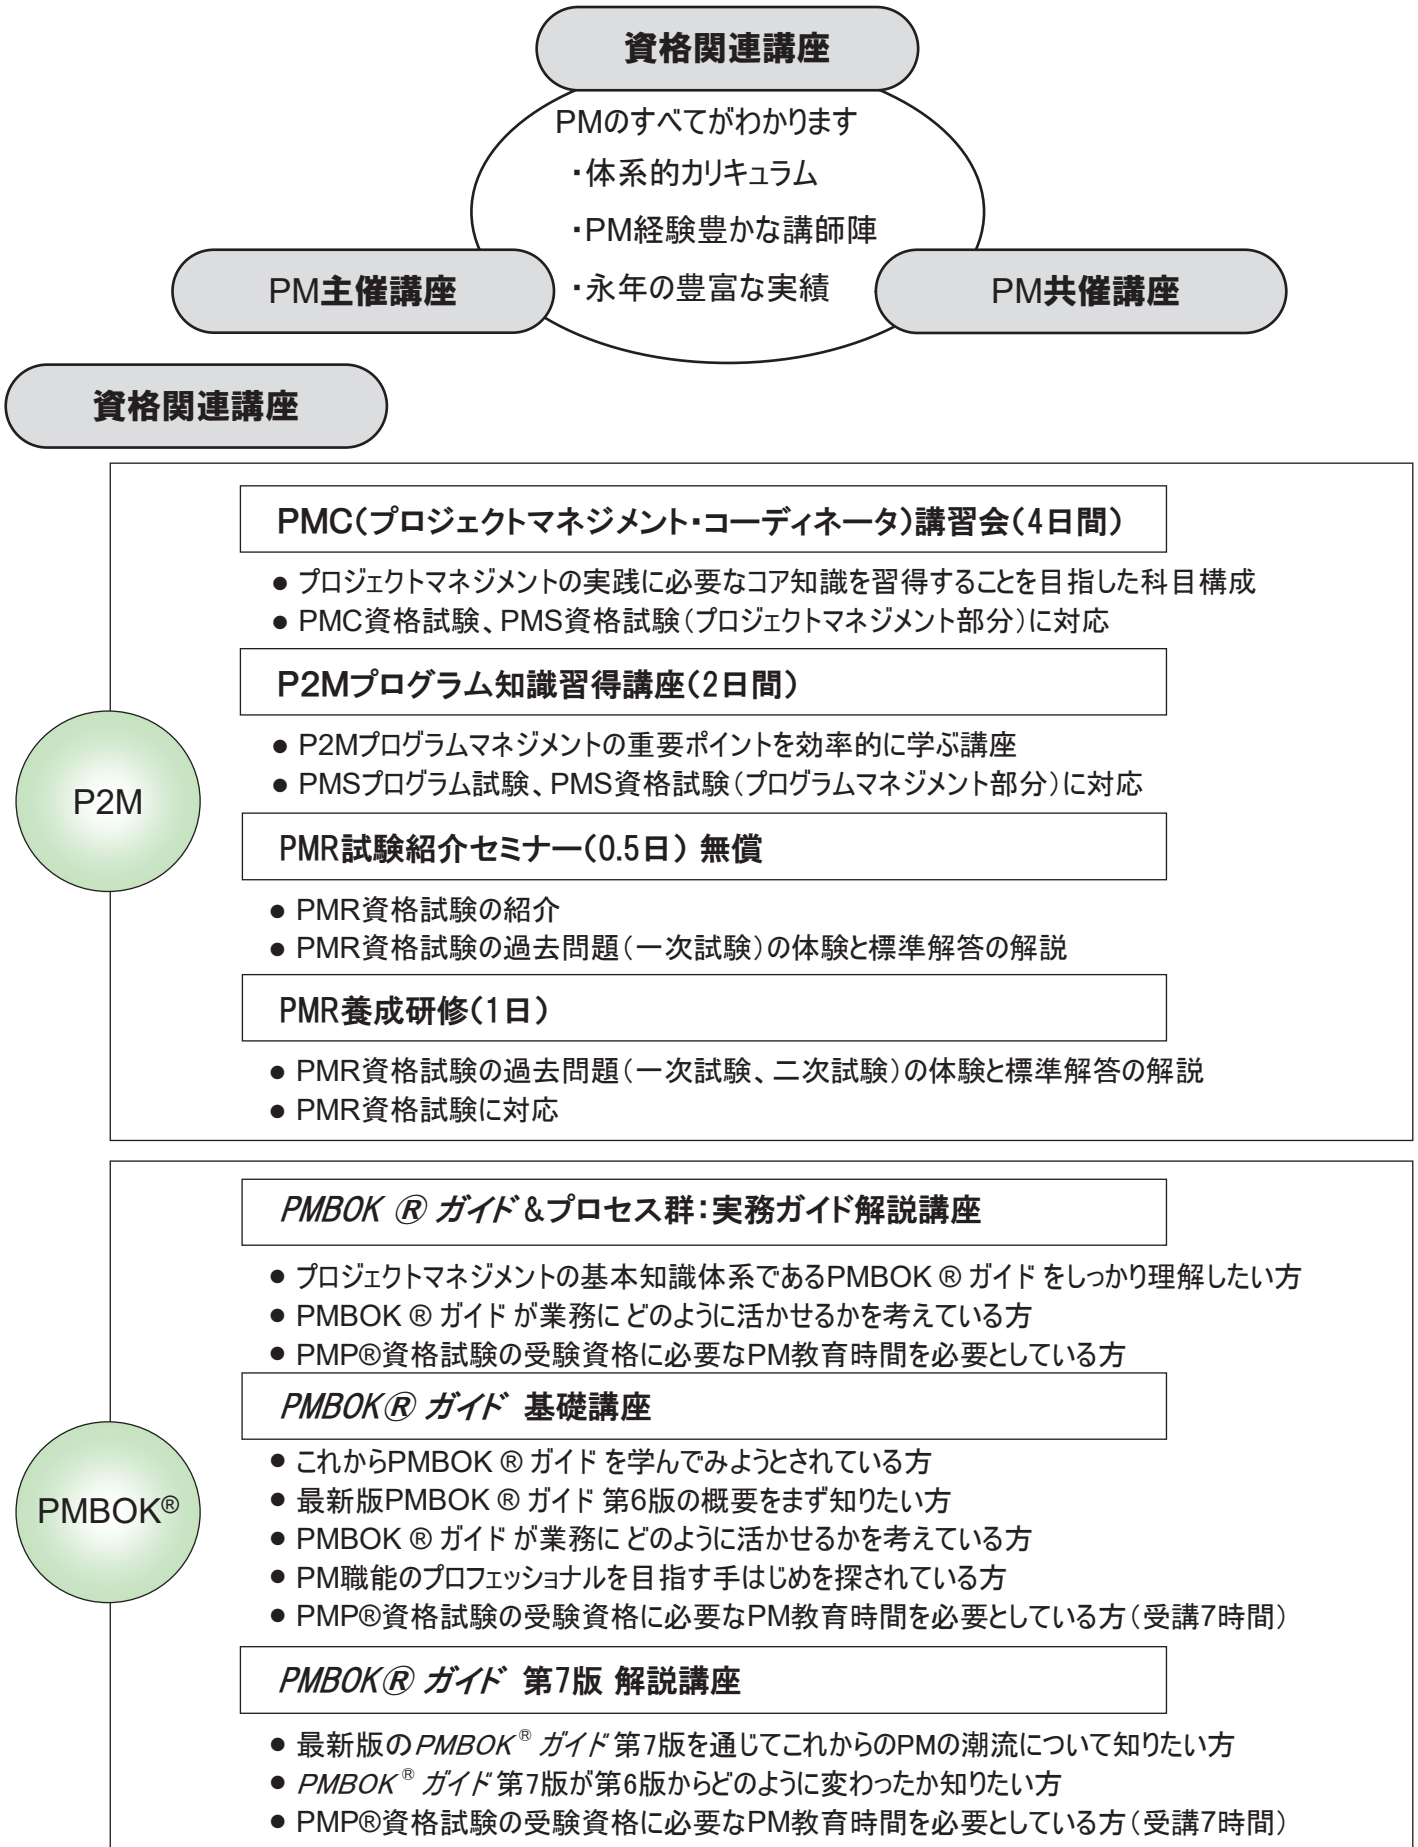 資格関連講座
PMのすべてがわかります
・体系的カリキュラム
・PM経験豊かな講師陣
・永年の豊富な実績
PM主催講座
PM共催講座
資格関連講座
P2M
PMC（プロジェクトマネジメント・コーディネータ）講習会（4日間）
● プロジェクトマネジメントの実践に必要なコア知識を習得することを目指した科目構成
● PMC資格試験、PMS資格試験（プロジェクトマネジメント部分）に対応
P2Mプログラム知識習得講座（2日間）
● P2Mプログラムマネジメントの重要ポイントを効率的に学ぶ講座
● PMSプログラム試験、PMS資格試験（プログラムマネジメント部分）に対応
PMR試験紹介セミナー（0.5日） 無償
● PMR資格試験の紹介
● PMR資格試験の過去問題（一次試験）の体験と標準解答の解説
PMR養成研修（1日）
● PMR資格試験の過去問題（一次試験、二次試験）の体験と標準解答の解説
● PMR資格試験に対応
PMBOK®
PMBOK ® ガイド &プロセス群：実務ガイド解説講座
● プロジェクトマネジメントの基本知識体系であるPMBOK ® ガイド をしっかり理解したい方
● PMBOK ® ガイド が業務に どのように活かせるかを考えている方
● PMP®資格試験の受験資格に必要なPM教育時間を必要としている方
PMBOK® ガイド 基礎講座
● これからPMBOK ® ガイド を学んでみようとされている方
● 最新版PMBOK ® ガイド 第6版の概要をまず知りたい方
● PMBOK ® ガイド が業務に どのように活かせるかを考えている方
● PM職能のプロフェッショナルを目指す手はじめを探されている方
● PMP®資格試験の受験資格に必要なPM教育時間を必要としている方（受講7時間）
PMBOK® ガイド 第7版 解説講座
● 最新版のPMBOK® ガイド 第7版を通じてこれからのPMの潮流について知りたい方
● PMBOK® ガイド 第7版が第6版からどのように変わったか知りたい方
● PMP®資格試験の受験資格に必要なPM教育時間を必要としている方（受講7時間）